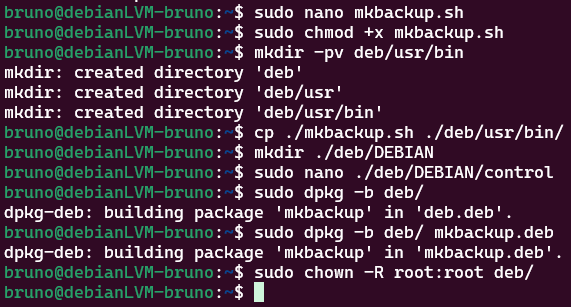 bruno@debianLVM-bruno:~$ sudo nano mkbackup.sh
bruno@debianLVM-bruno:~$ sudo chmod +x mkbackup.sh
bruno@debianLVM-bruno:~$ mkdir -pv deb/usr/bin
mkdir: created directory 'deb'
mkdir: created directory 'deb/usr'
mkdir: created directory 'deb/usr/bin'
bruno@debianLVM-bruno:~$ cp ./mkbackup.sh ./deb/usr/bin/
bruno@debianLVM-bruno:~$ mkdir ./deb/DEBIAN
bruno@debianLVM-bruno:~$ sudo nano ./deb/DEBIAN/control
bruno@debianLVM-bruno:~$ sudo dpkg -b deb/
dpkg-deb: building package 'mkbackup' in 'deb.deb'.
bruno@debianLVM-bruno:~$ sudo dpkg -b deb/ mkbackup.deb
dpkg-deb: building package 'mkbackup' in 'mkbackup.deb'.
bruno@debianLVM-bruno:~$ sudo chown -R root:root deb/
bruno@debianLVM-bruno:~$